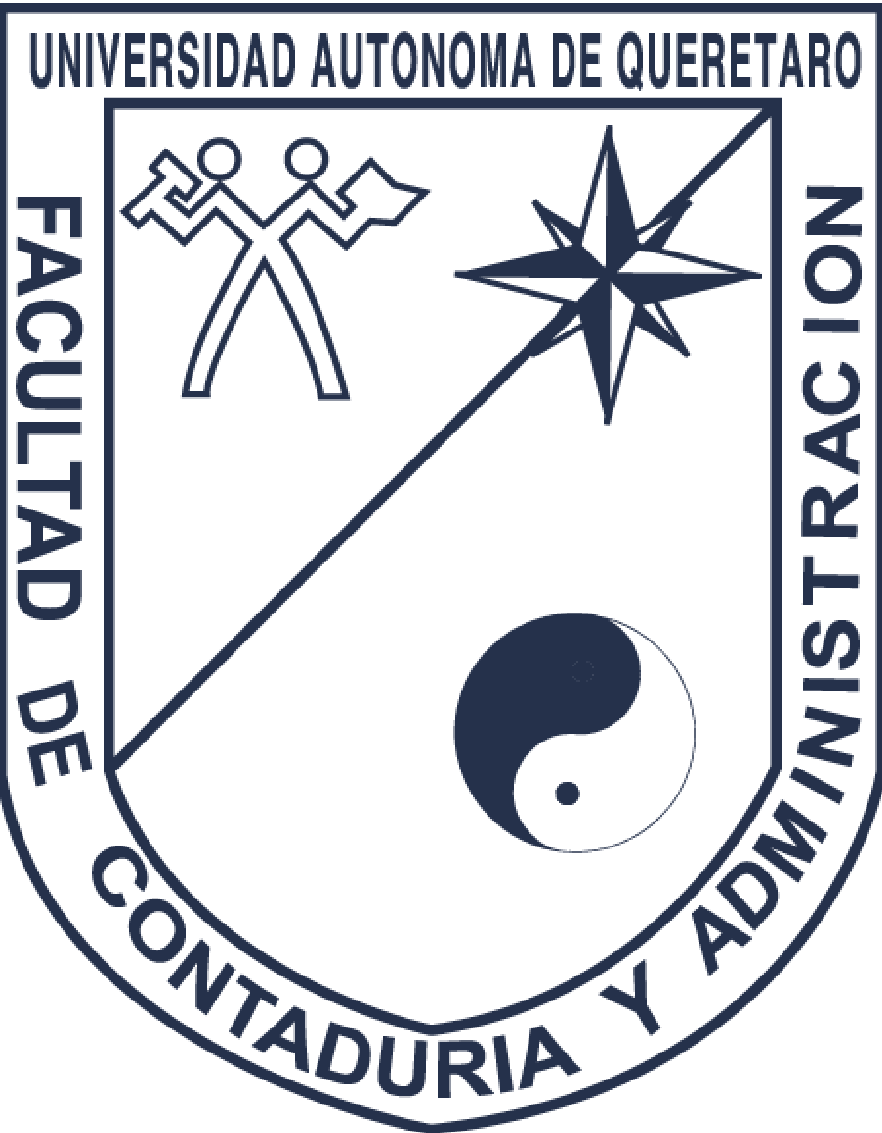 UNIVERSIDAD AUTONOMA DE QUERETARO
FACULTAD DE CONTADURIA Y ADMINISTRACION